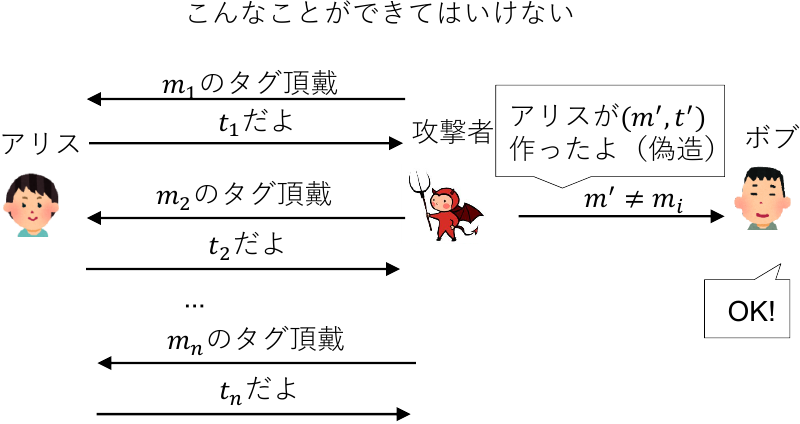 こんなことができてはいけない
m₁のタグ頂戴
t₁だよ
アリス
攻撃者
アリスが(m′, t′)
作ったよ（偽造）
ボブ
m₂のタグ頂戴
t₂だよ
m′ ≠ mᵢ
...
OK!
mₙのタグ頂戴
tₙだよ